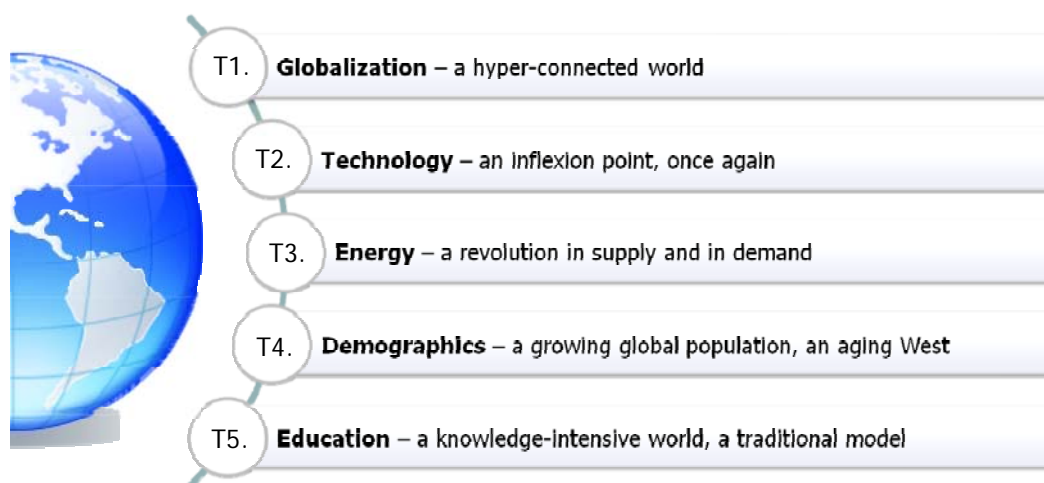 T1. Globalization – a hyper-connected world
T2. Technology – an inflexion point, once again
T3. Energy – a revolution in supply and in demand
T4. Demographics – a growing global population, an aging West
T5. Education – a knowledge-intensive world, a traditional model